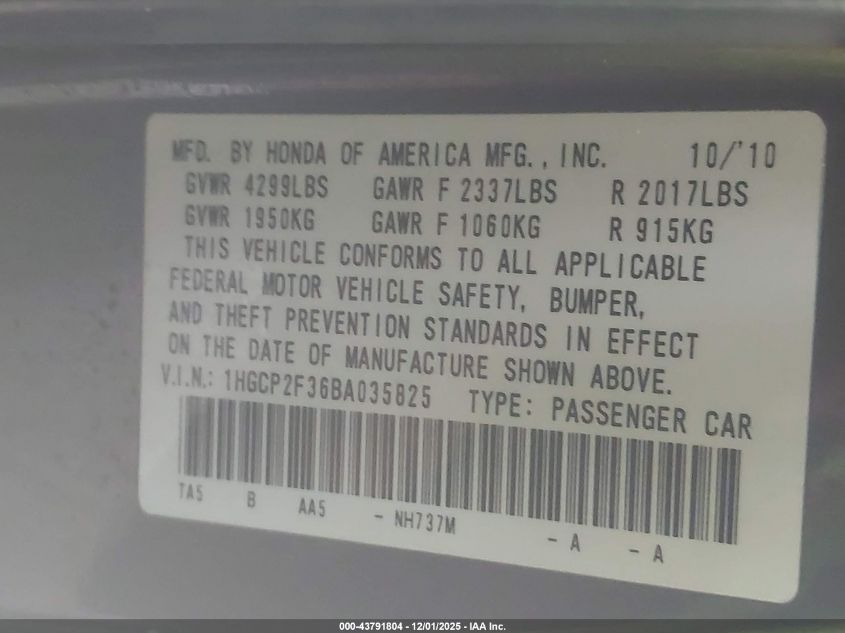 MFD. BY HONDA OF AMERICA MFG., INC. 10/'10
GVWR 4299LBS GAWR F 2337LBS R 2017LBS
GVWR 1950KG GAWR F 1060KG R 915KG
THIS VEHICLE CONFORMS TO ALL APPLICABLE
FEDERAL MOTOR VEHICLE SAFETY, BUMPER,
AND THEFT PREVENTION STANDARDS IN EFFECT
ON THE DATE OF MANUFACTURE SHOWN ABOVE.
V.I.N.: 1HGCP2F36BA035825 TYPE: PASSENGER CAR
TA5 B AA5 - NH737M - A - A
000-43791804 - 12/01/2025 - IAA Inc.